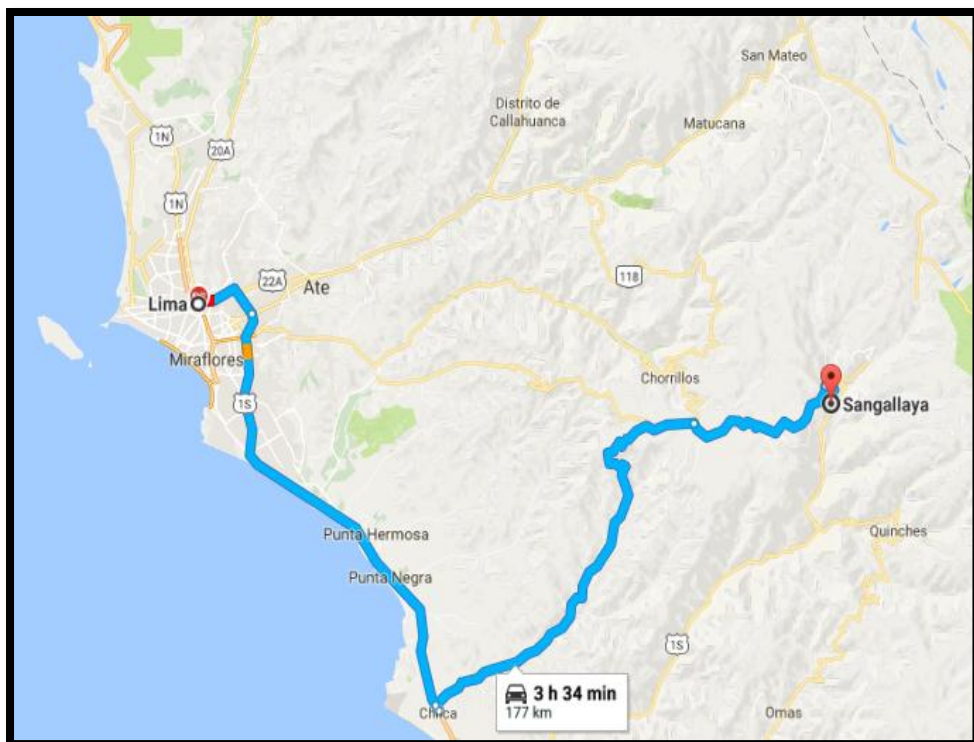 San Mateo
Distrito de
Callahuanca
Matucana
1N
20A
1N
22A
Ate
118
Lima
Miraflores
Chorrillos
1S
Sangallaya
Punta Hermosa
Quinches
Punta Negra
1S
3 h 34 min
177 km
Chilca
Omas